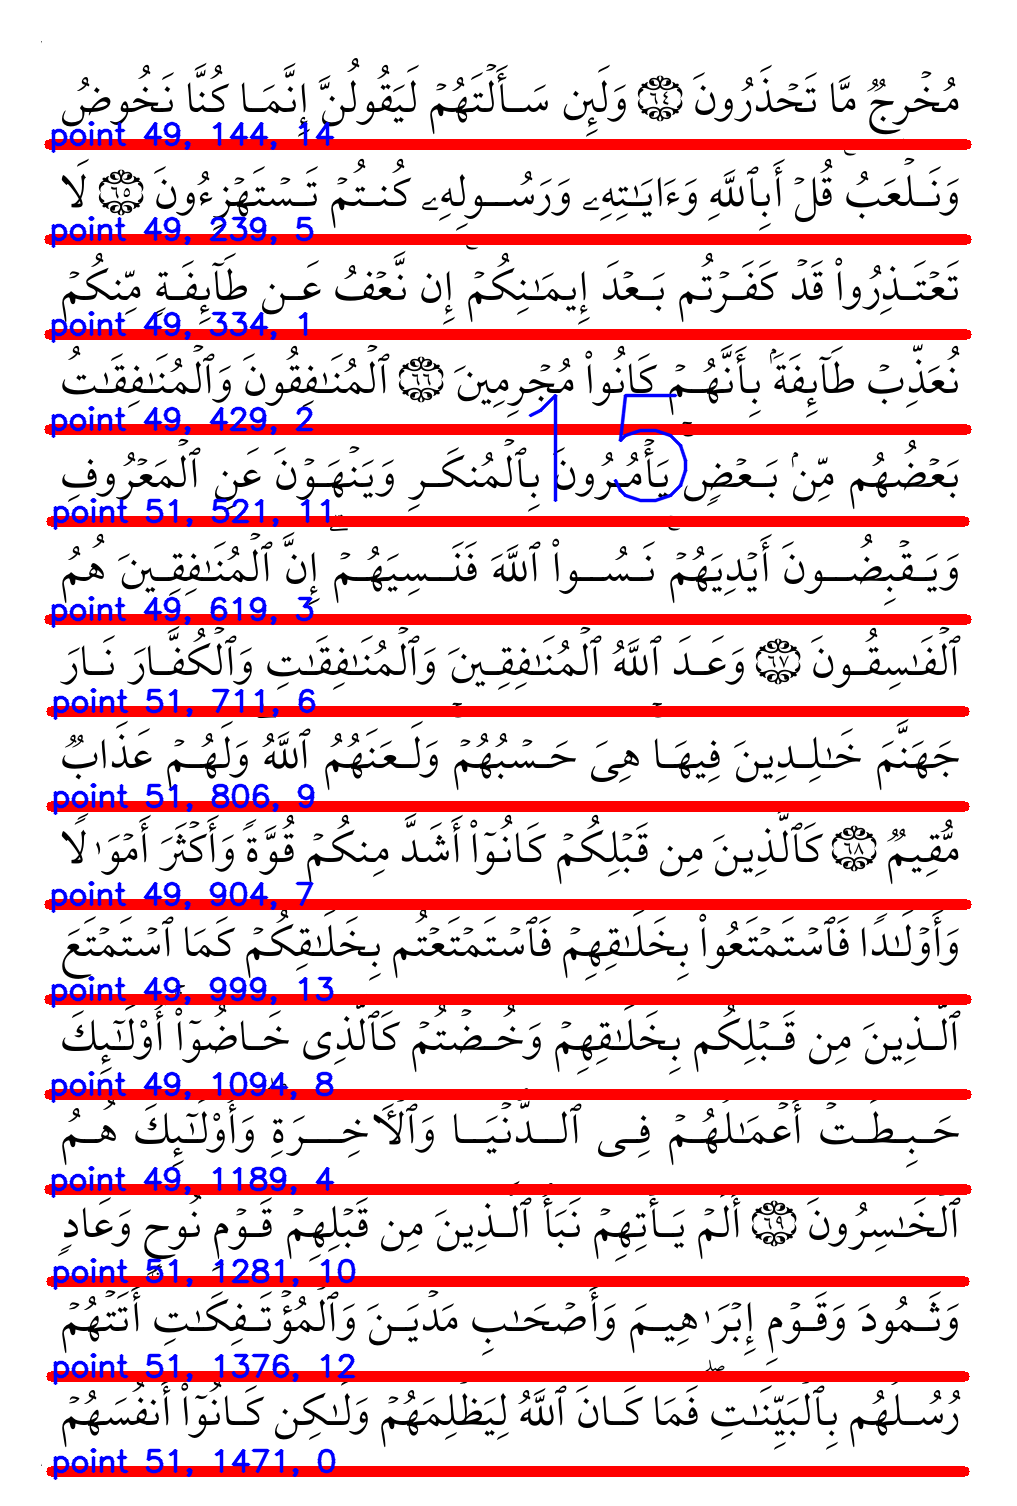 مُخْرِجٌ مَّا تَحْذَرُونَ ٦٤ وَلَئِن سَأَلْتَهُمْ لَيَقُولُنَّ إِنَّمَا كُنَّا نَخُوضُ
point 49, 144, 14
وَنَلْعَبُ قُلْ أَبِٱللَّهِ وَءَايَٰتِهِۦ وَرَسُولِهِۦ كُنتُمْ تَسْتَهْزِءُونَ ٦٥ لَا
point 49, 239, 5
تَعْتَذِرُوا۟ قَدْ كَفَرْتُم بَعْدَ إِيمَٰنِكُمْ إِن نَّعْفُ عَن طَآئِفَةٍ مِّنكُمْ
point 49, 334, 1
نُعَذِّبْ طَآئِفَةًۢ بِأَنَّهُمْ كَانُوا۟ مُجْرِمِينَ ٦٦ ٱلْمُنَٰفِقُونَ وَٱلْمُنَٰفِقَٰتُ
point 49, 429, 2
15
بَعْضُهُم مِّنۢ بَعْضٍ يَأْمُرُونَ بِٱلْمُنكَرِ وَيَنْهَوْنَ عَنِ ٱلْمَعْرُوفِ
point 51, 521, 11
وَيَقْبِضُونَ أَيْدِيَهُمْ نَسُوا۟ ٱللَّهَ فَنَسِيَهُمْ إِنَّ ٱلْمُنَٰفِقِينَ هُمُ
point 49, 619, 3
ٱلْفَٰسِقُونَ ٦٧ وَعَدَ ٱللَّهُ ٱلْمُنَٰفِقِينَ وَٱلْمُنَٰفِقَٰتِ وَٱلْكُفَّارَ نَارَ
point 51, 711, 6
جَهَنَّمَ خَٰلِدِينَ فِيهَا هِىَ حَسْبُهُمْ وَلَعَنَهُمُ ٱللَّهُ وَلَهُمْ عَذَابٌ
point 51, 806, 9
مُّقِيمٌ ٦٨ كَٱلَّذِينَ مِن قَبْلِكُمْ كَانُوٓا۟ أَشَدَّ مِنكُمْ قُوَّةً وَأَكْثَرَ أَمْوَٰلًا
point 49, 904, 7
وَأَوْلَٰدًا فَٱسْتَمْتَعُوا۟ بِخَلَٰقِهِمْ فَٱسْتَمْتَعْتُم بِخَلَٰقِكُمْ كَمَا ٱسْتَمْتَعَ
point 49, 999, 13
ٱلَّذِينَ مِن قَبْلِكُم بِخَلَٰقِهِمْ وَخُضْتُمْ كَٱلَّذِى خَاضُوٓا۟ أُو۟لَٰٓئِكَ
point 49, 1094, 8
حَبِطَتْ أَعْمَٰلُهُمْ فِى ٱلدُّنْيَا وَٱلْـَٔاخِرَةِ وَأُو۟لَٰٓئِكَ هُمُ
point 49, 1189, 4
ٱلْخَٰسِرُونَ ٦٩ أَلَمْ يَأْتِهِمْ نَبَأُ ٱلَّذِينَ مِن قَبْلِهِمْ قَوْمِ نُوحٍ وَعَادٍ
point 51, 1281, 10
وَثَمُودَ وَقَوْمِ إِبْرَٰهِيمَ وَأَصْحَٰبِ مَدْيَنَ وَٱلْمُؤْتَفِكَٰتِ أَتَتْهُمْ
point 51, 1376, 12
رُسُلُهُم بِٱلْبَيِّنَٰتِ فَمَا كَانَ ٱللَّهُ لِيَظْلِمَهُمْ وَلَٰكِن كَانُوٓا۟ أَنفُسَهُمْ
point 51, 1471, 0